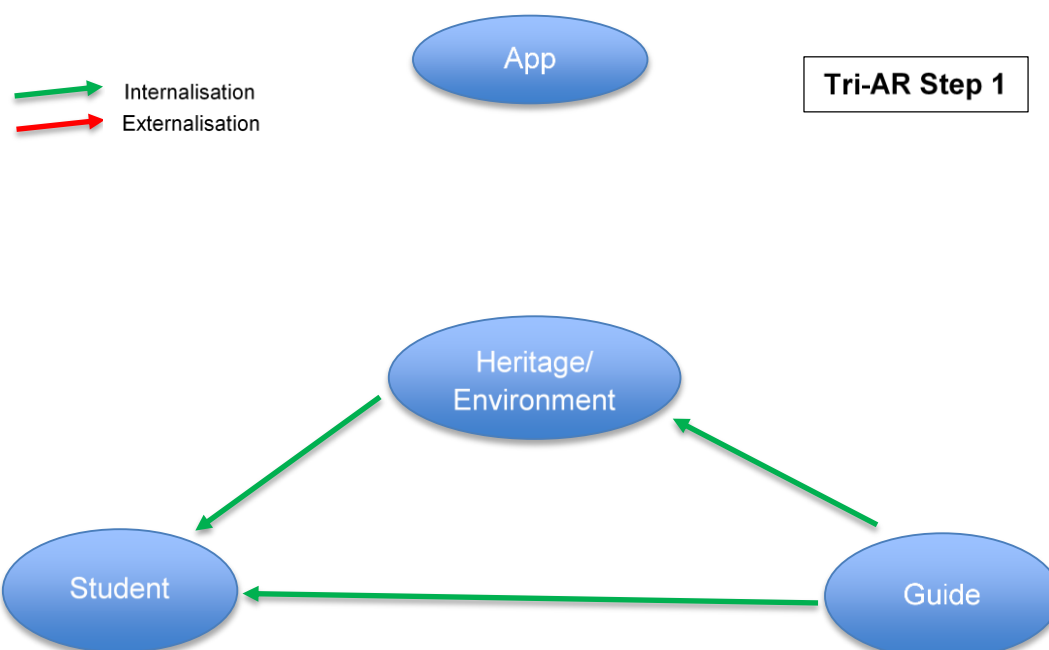 App
Tri-AR Step 1
Internalisation
Externalisation
Heritage/
Environment
Student
Guide